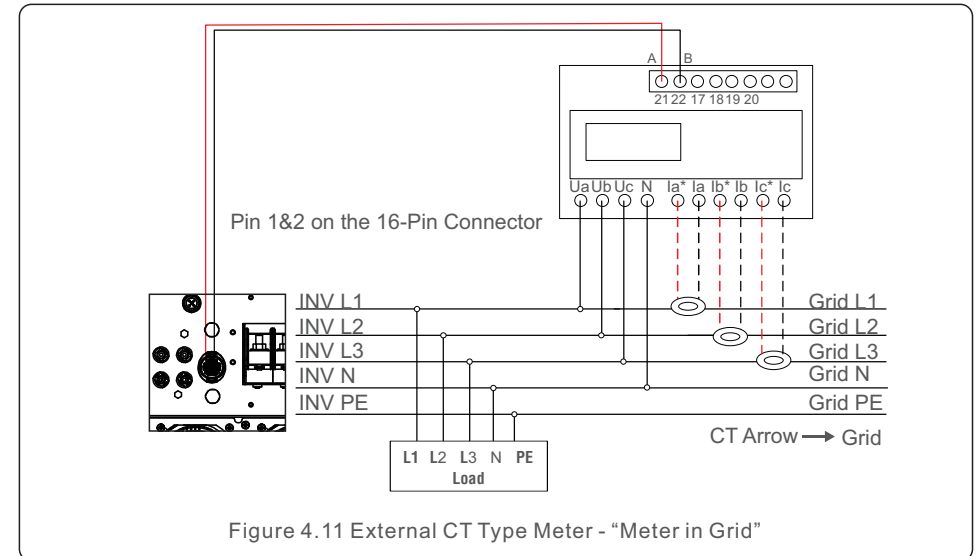 A B
21 22 17 18 19 20
Ua Ub Uc N Ia* Ia Ib* Ib Ic* Ic
Pin 1&2 on the 16-Pin Connector
INV L1 Grid L1
INV L2 Grid L2
INV L3 Grid L3
INV N Grid N
INV PE Grid PE
CT Arrow → Grid
L1 L2 L3 N PE
Load
Figure 4.11 External CT Type Meter - “Meter in Grid”